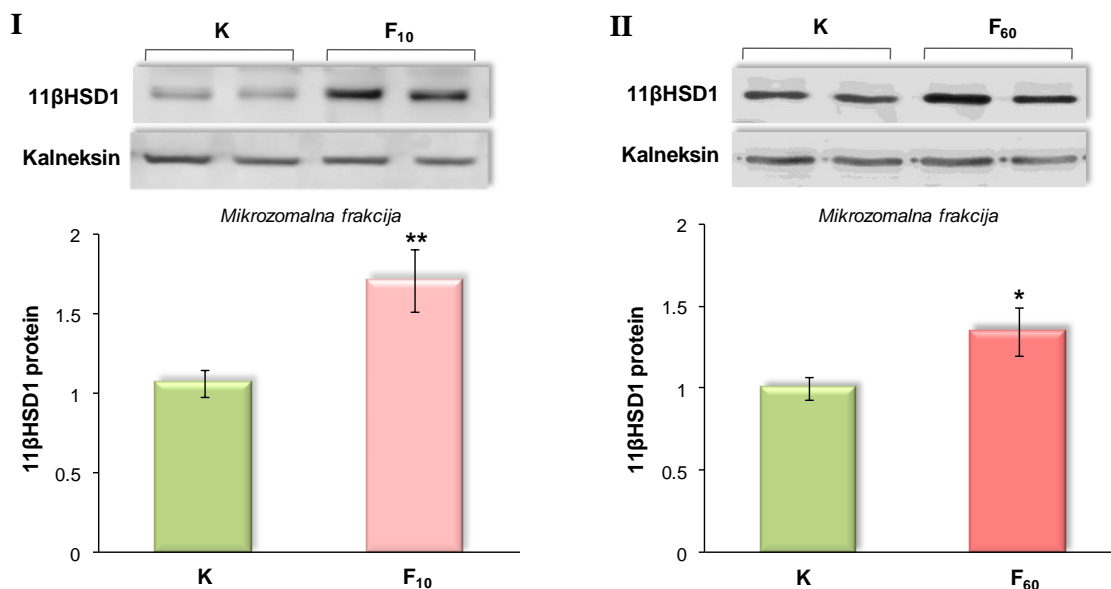 I
K F₁₀
11βHSD1
Kalneksin
Mikrozomalna frakcija
11βHSD1 protein
2
1.5
1
0.5
0
**
K F₁₀
II
K F₆₀
11βHSD1
Kalneksin
Mikrozomalna frakcija
11βHSD1 protein
2
1.5
1
0.5
0
*
K F₆₀